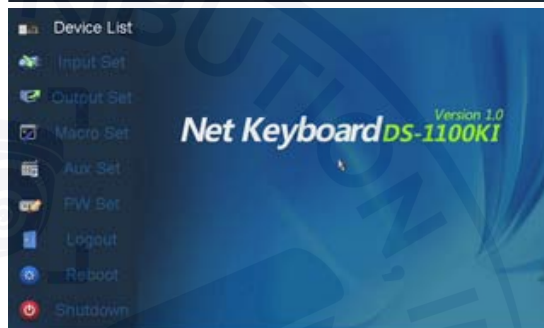 Device List
Input Set
Output Set
Macro Set
Aux Set
PW Set
Logout
Reboot
Shutdown
Version 1.0
Net Keyboard DS-1100KI